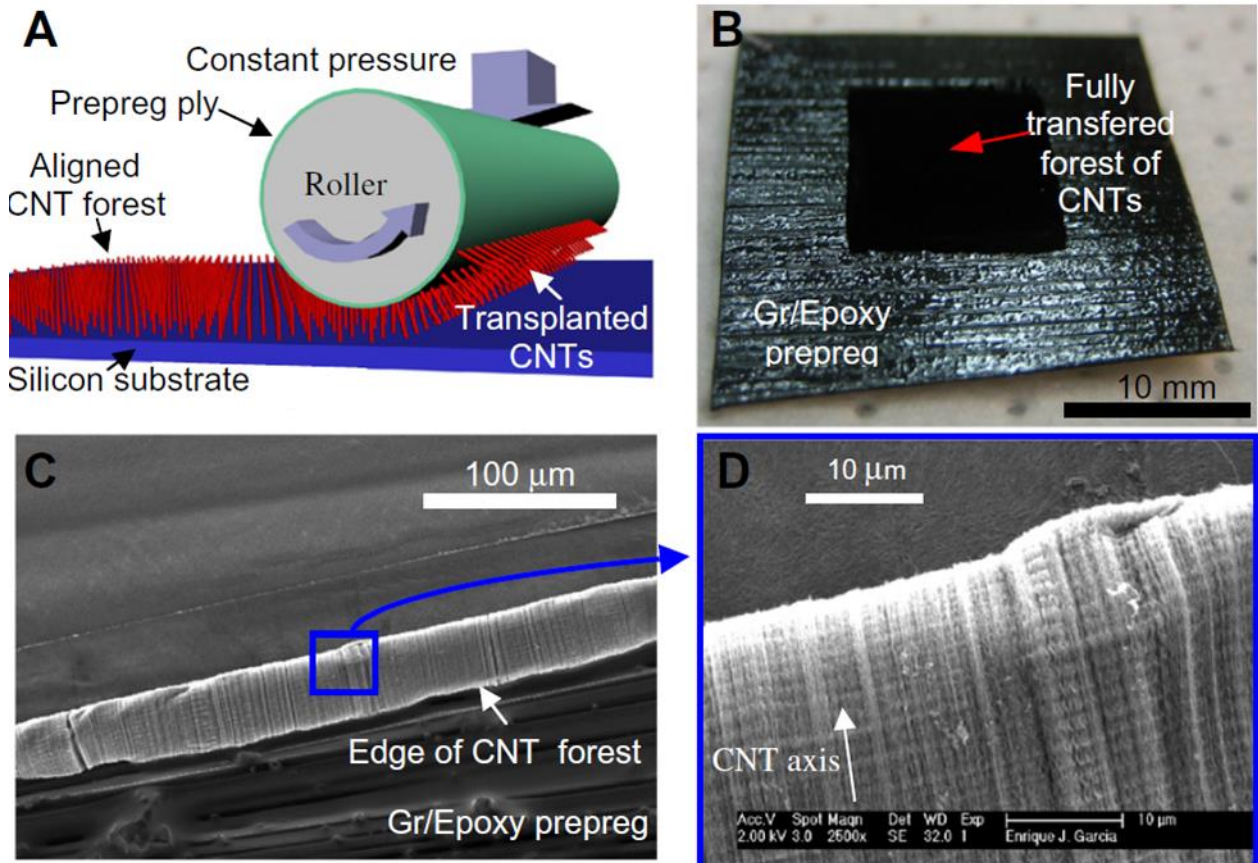 A
Constant pressure
Prepreg ply
Aligned
CNT forest
Roller
Transplanted
CNTs
Silicon substrate
B
Fully
transfered
forest of
CNTs
Gr/Epoxy
prepreg
10 mm
C
100 μm
Edge of CNT forest
Gr/Epoxy prepreg
D
10 μm
CNT axis
Acc.V Spot Magn Det WD Exp
2.00 kV 3.0 2500x SE 32.0 1
10 μm
Enrique J. Garcia